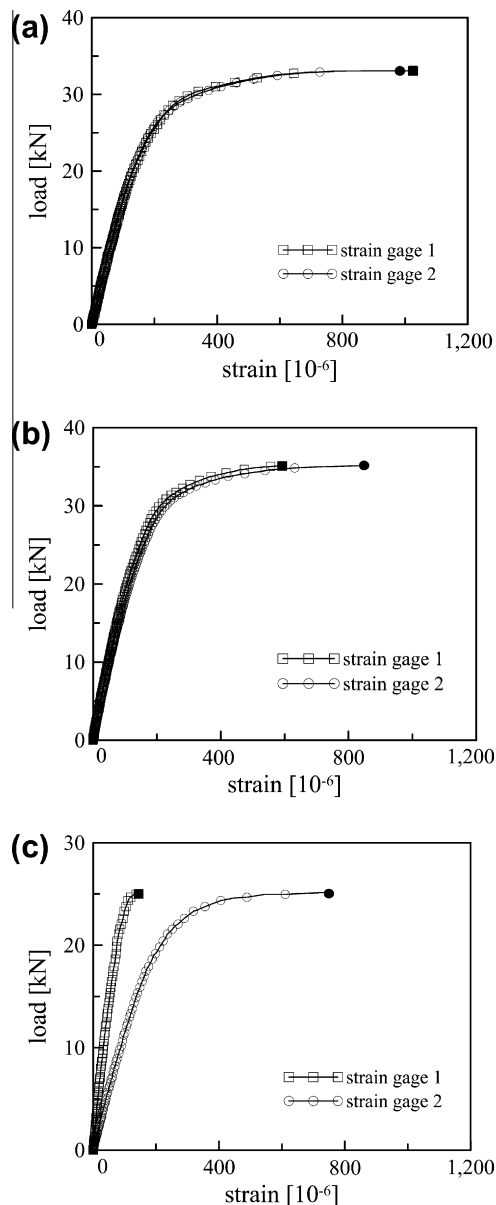 (a)
40
30
20
10
0
load [kN]
strain gage 1
strain gage 2
0 400 800 1,200
strain [10⁻⁶]
(b)
40
30
20
10
0
load [kN]
strain gage 1
strain gage 2
0 400 800 1,200
strain [10⁻⁶]
(c)
30
20
10
0
load [kN]
strain gage 1
strain gage 2
0 400 800 1,200
strain [10⁻⁶]